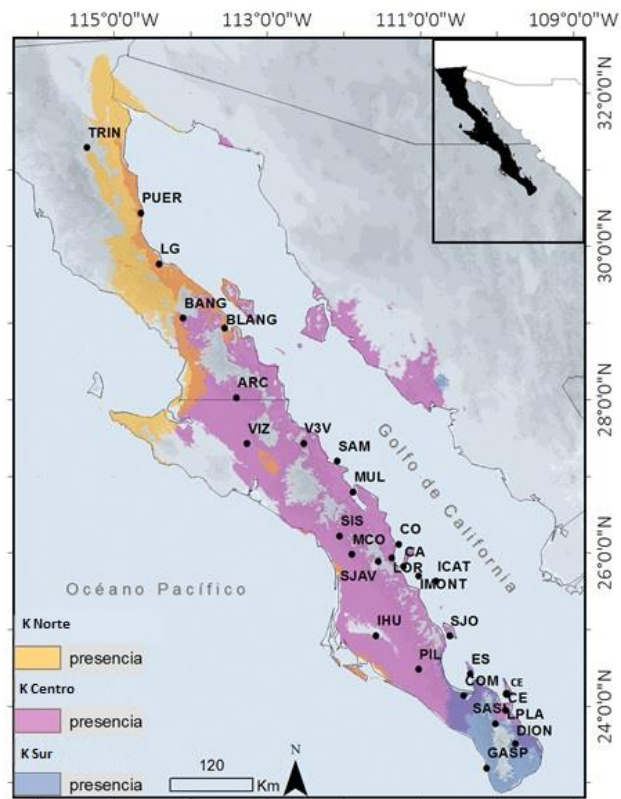 115°0'0"W 113°0'0"W 111°0'0"W 109°0'0"W
32°0'0"N
TRIN
PUER
30°0'0"N
LG
BANG
BLANG
ARC
28°0'0"N
VIZ
V3V
SAM
MUL
Golfo de California
SIS
CO
MCO
CA
26°0'0"N
LOR
ICAT
SJAV
IMONT
Océano Pacífico
IHU
SJO
K Norte
presencia
PIL
ES
COM
CE
CE
K Centro
SASI
LPLA
24°0'0"N
presencia
DION
GASP
K Sur
presencia
120
Km
N